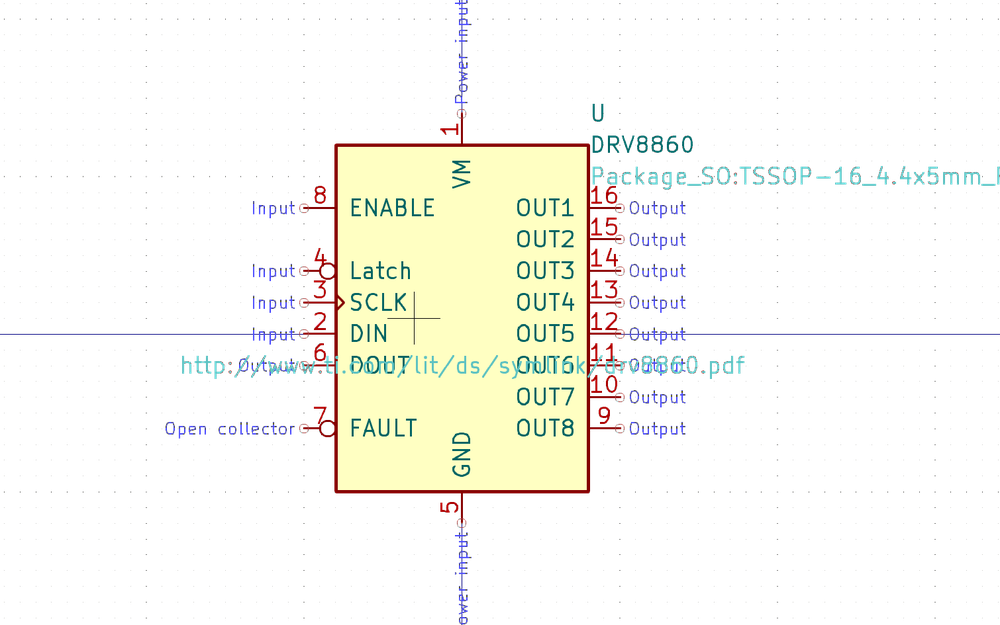 Power input
1
U
DRV8860
Package_SO:TSSOP-16_4.4x5mm_
VM
Input 8 ENABLE OUT1 16 Output
OUT2 15 Output
Input 4 Latch OUT3 14 Output
Input 3 SCLK OUT4 13 Output
Input 2 DIN OUT5 12 Output
Output 6 DOUT OUT6 11 Output
http://www.ti.com/lit/ds/symlink/drv8860.pdf
OUT7 10 Output
Open collector 7 FAULT OUT8 9 Output
GND
5
ower input